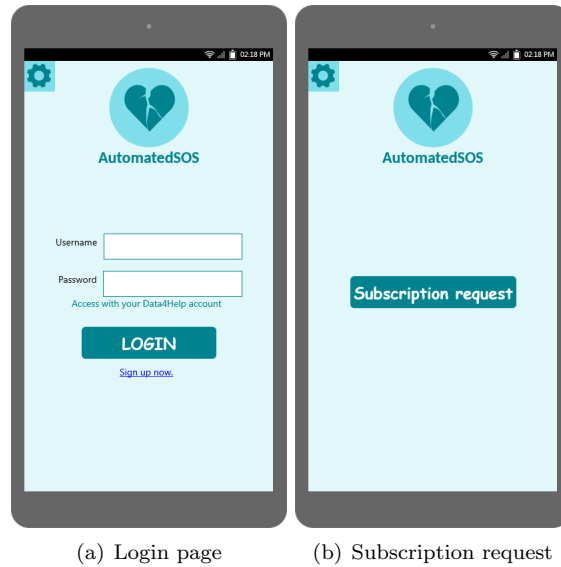 02:18 PM
AutomatedSOS
Username
Password
Access with your Data4Help account
LOGIN
Sign up now.
(a) Login page
02:18 PM
AutomatedSOS
Subscription request
(b) Subscription request